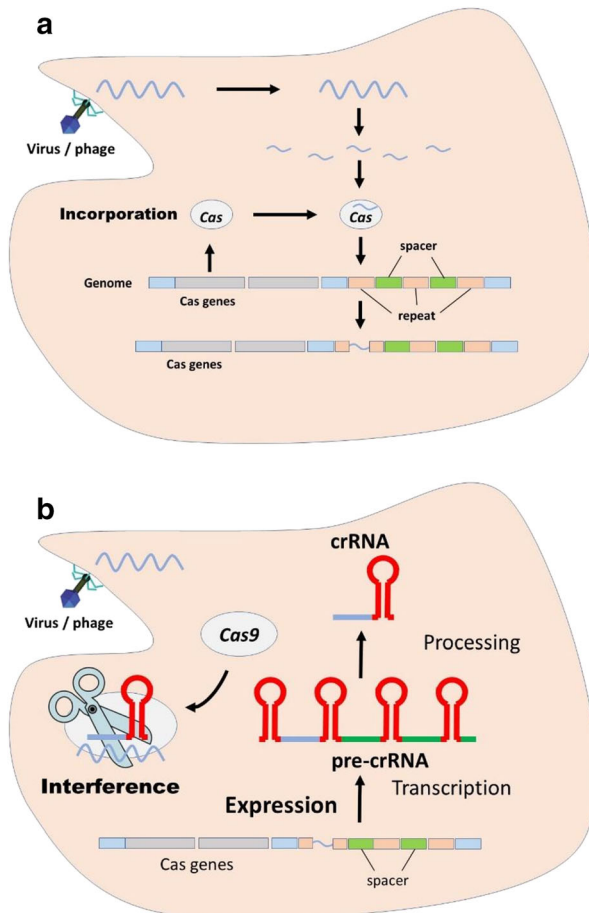 a
Virus / phage
Incorporation
Cas
Cas
spacer
Genome
Cas genes
repeat
Cas genes
b
crRNA
Virus / phage
Cas9
Processing
pre-crRNA
Interference
Transcription
Expression
Cas genes
spacer